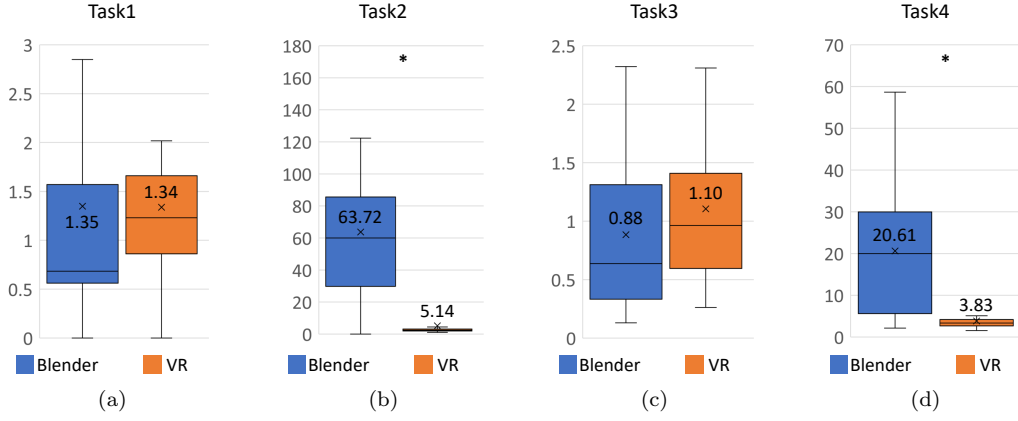 Task1
3
2.5
2
1.5
1
0.5
0
1.35
1.34
Blender
VR
(a)
Task2
180
160
140
120
100
80
60
40
20
0
*
63.72
5.14
Blender
VR
(b)
Task3
2.5
2
1.5
1
0.5
0
0.88
1.10
Blender
VR
(c)
Task4
70
60
50
40
30
20
10
0
*
20.61
3.83
Blender
VR
(d)